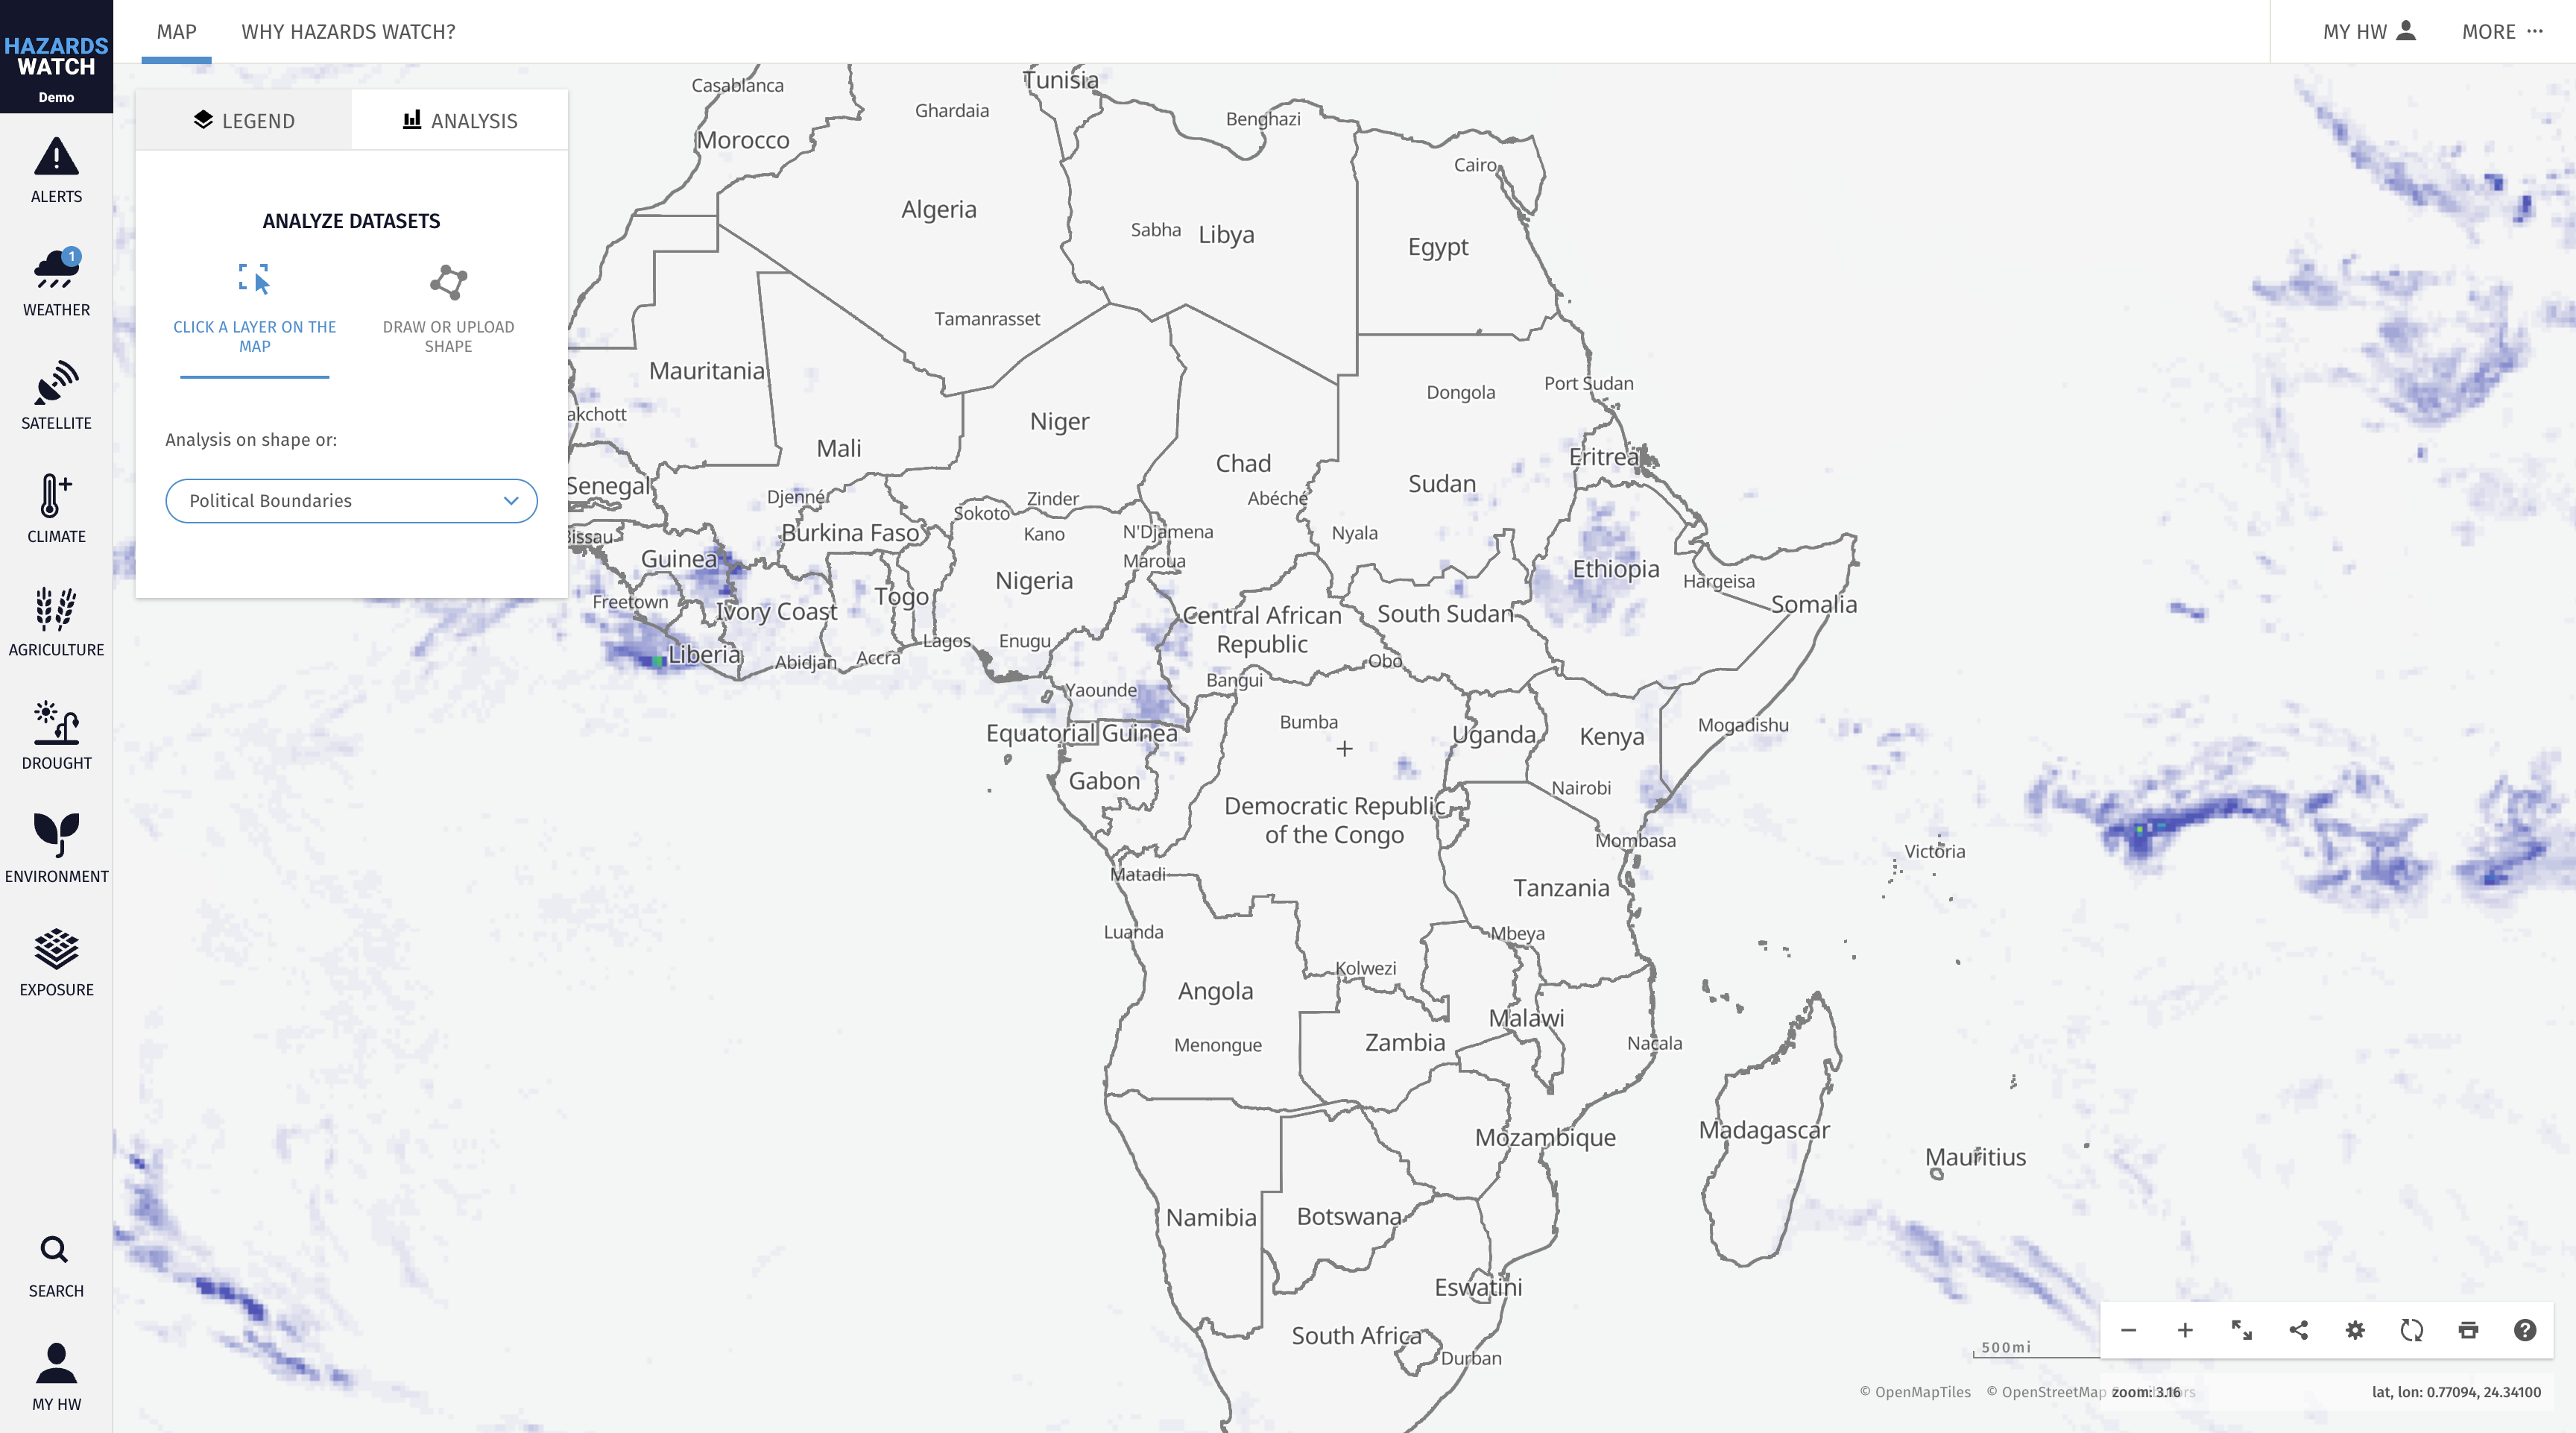 HAZARDS
WATCH
Demo
MAP
WHY HAZARDS WATCH?
MY HW
MORE
ALERTS
1
WEATHER
SATELLITE
CLIMATE
AGRICULTURE
DROUGHT
ENVIRONMENT
EXPOSURE
SEARCH
MY HW
LEGEND
ANALYSIS
ANALYZE DATASETS
CLICK A LAYER ON THE
MAP
DRAW OR UPLOAD
SHAPE
Analysis on shape or:
Political Boundaries
Tunisia
Casablanca
Ghardaia
Benghazi
Morocco
Cairo
Algeria
Sabha
Libya
Egypt
Tamanrasset
Mauritania
Dongola
Port Sudan
akchott
Niger
Mali
Chad
Eritrea
Senegal
Sudan
Djenné
Zinder
Abéché
Sokoto
Burkina Faso
Kano
N'Djamena
Nyala
Bissau
Guinea
Maroua
Ethiopia
Nigeria
Hargeisa
Freetown
Togo
Ivory Coast
Central African
Republic
South Sudan
Somalia
Lagos
Enugu
Liberia
Abidjan
Accra
Obo
Bangui
Yaounde
Bumba
Mogadishu
Equatorial Guinea
Uganda
Kenya
Gabon
Nairobi
Democratic Republic
of the Congo
Mombasa
Victoria
Matadi
Tanzania
Luanda
Mbeya
Kolwezi
Angola
Malawi
Menongue
Zambia
Nacala
Madagascar
Mozambique
Mauritius
Namibia
Botswana
Eswatini
South Africa
Durban
500mi
© OpenMapTiles © OpenStreetMap
zoom: 3.16
lat, lon: 0.77094, 24.34100